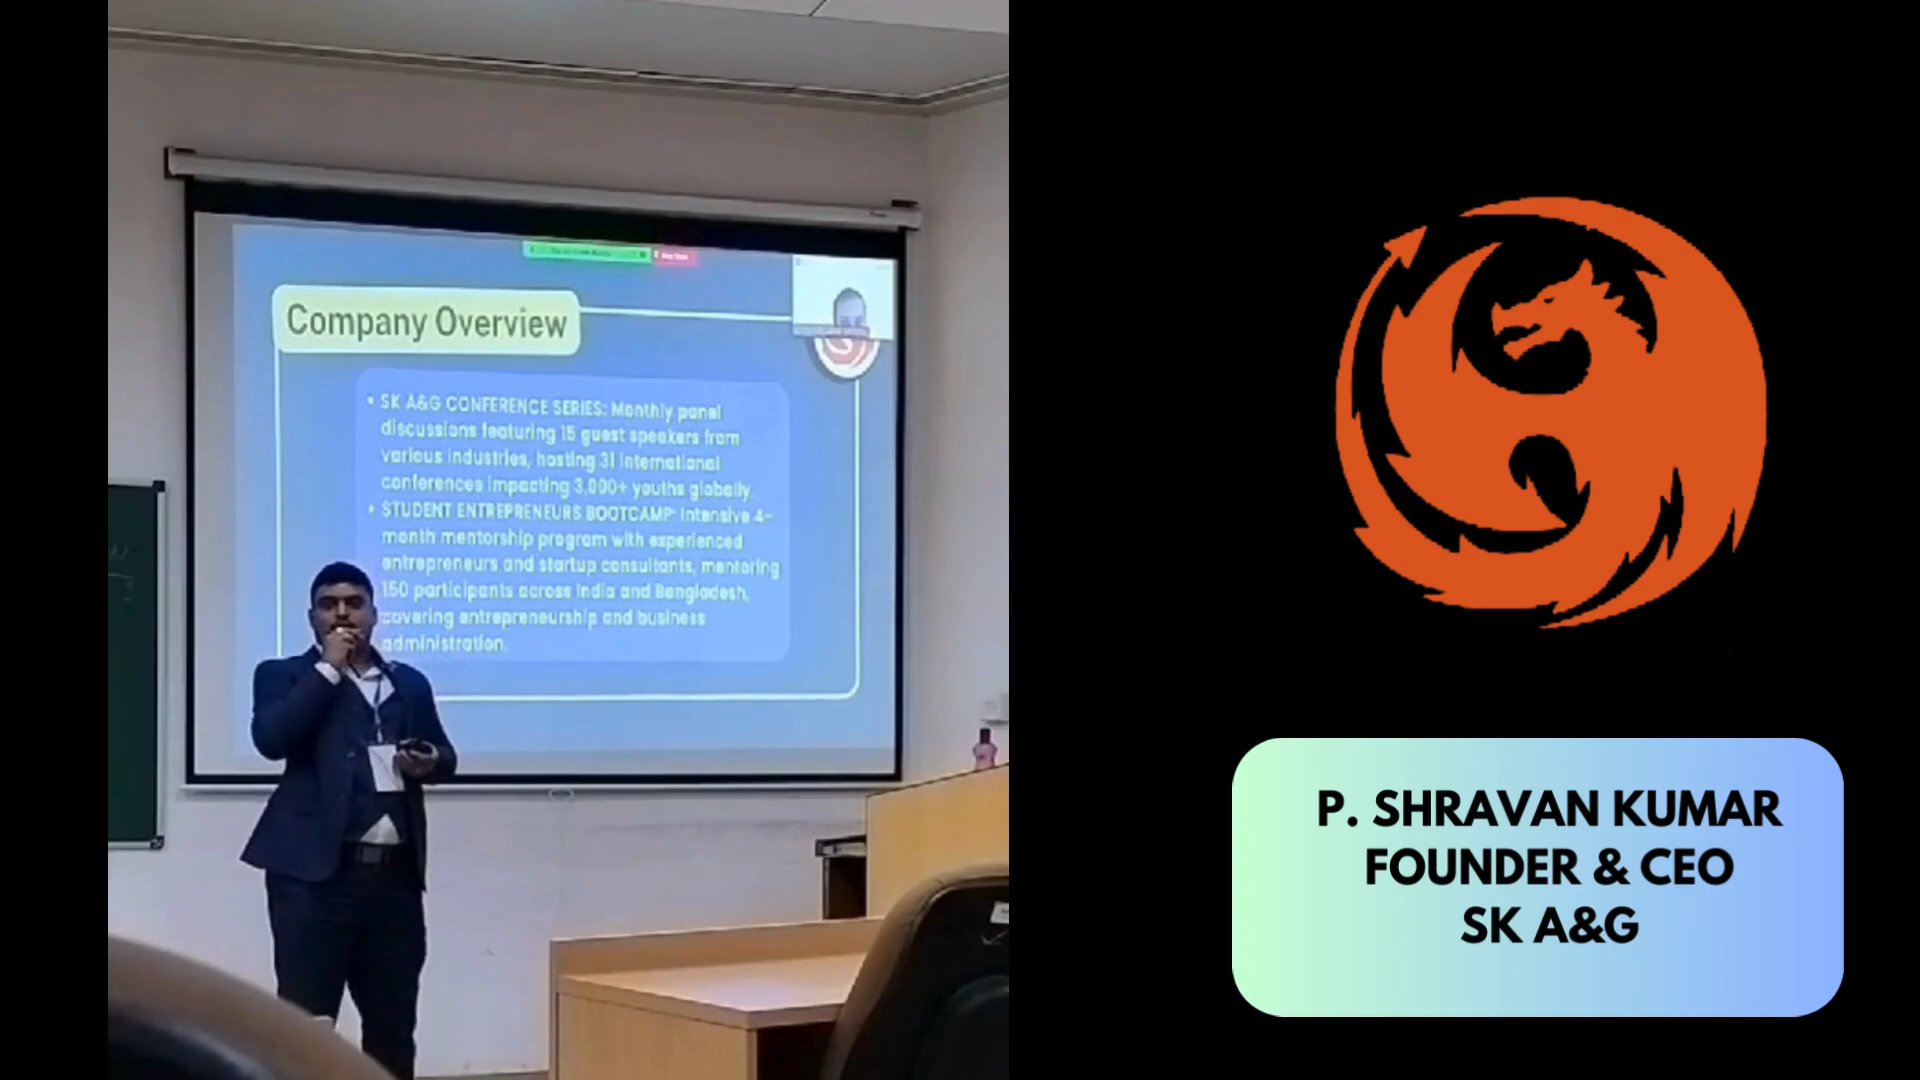 Company Overview
• SK A&G CONFERENCE SERIES: Monthly panel
discussions featuring 15 guest speakers from
various industries, hosting 31 international
conferences impacting 3,000+ youths globally.
• STUDENT ENTREPRENEURS BOOTCAMP: Intensive 4-
month mentorship program with experienced
entrepreneurs and startup consultants, mentoring
150 participants across India and Bangladesh,
covering entrepreneurship and business
administration.
P. SHRAVAN KUMAR
FOUNDER & CEO
SK A&G